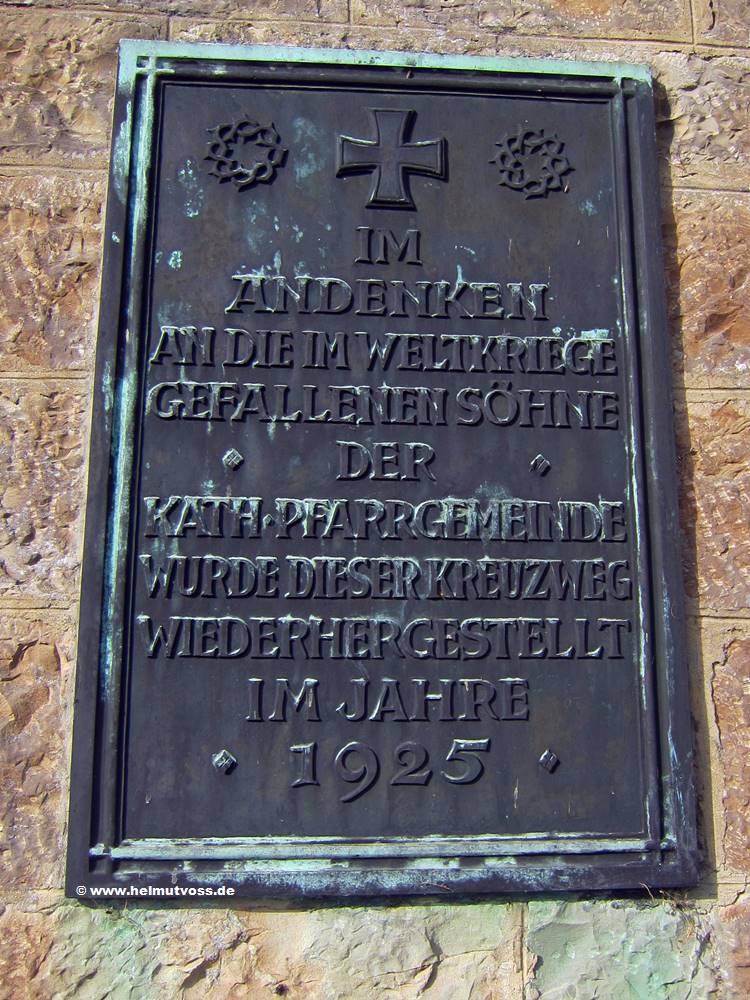 IM
ANDENKEN
AN DIE IM WELTKRIEGE
GEFALLENEN SÖHNE
DER
KATH. PFARRGEMEINDE
WURDE DIESER KREUZWEG
WIEDERHERGESTELLT
IM JAHRE
1925
© www.helmutvoss.de